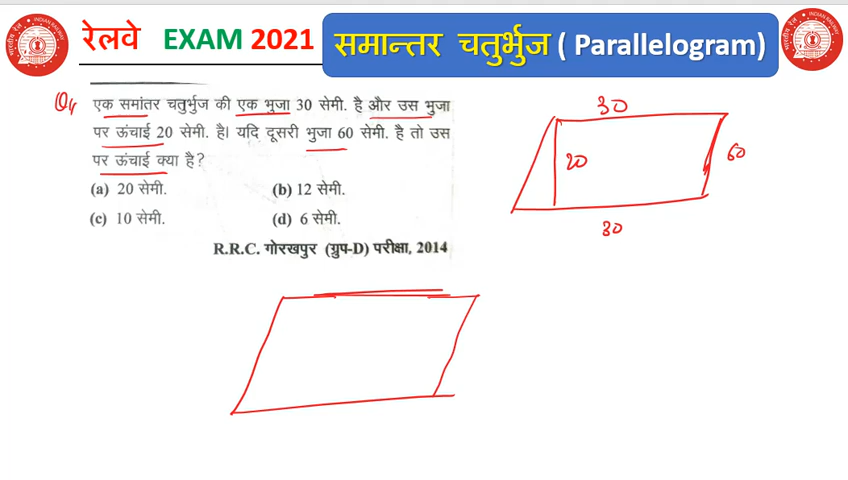 रेलवे EXAM 2021
समान्तर चतुर्भुज ( Parallelogram)
Q4 एक समांतर चतुर्भुज की एक भुजा 30 सेमी. है और उस भुजा
पर ऊंचाई 20 सेमी. है। यदि दूसरी भुजा 60 सेमी. है तो उस
पर ऊंचाई क्या है?
(a) 20 सेमी. (b) 12 सेमी.
(c) 10 सेमी. (d) 6 सेमी.
R.R.C. गोरखपुर (ग्रुप-D) परीक्षा, 2014
30
20
60
30